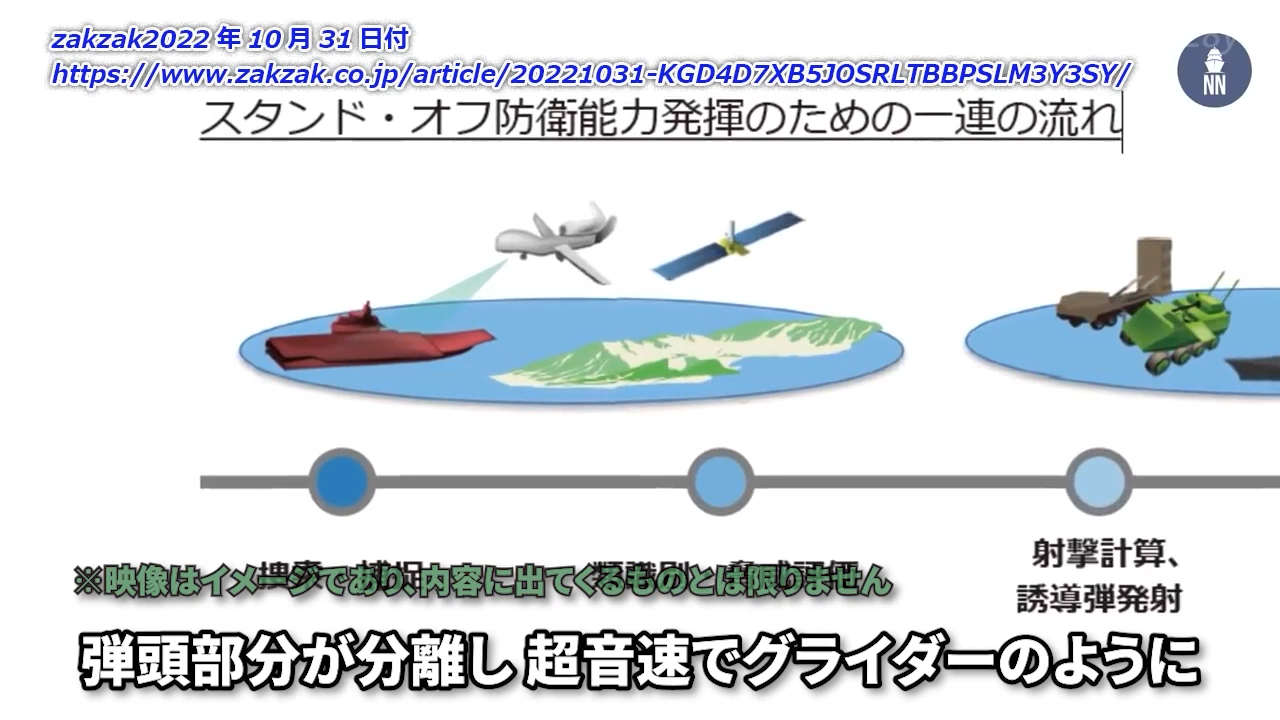 zakzak2022年10月31日付
https://www.zakzak.co.jp/article/20221031-KGD4D7XB5JOSRLTBBPSLM3Y3SY/
NN
スタンド・オフ防衛能力発揮のための一連の流れ
射撃計算、
誘導弾発射
※映像はイメージであり、内容に出てくるものとは限りません
弾頭部分が分離し 超音速でグライダーのように